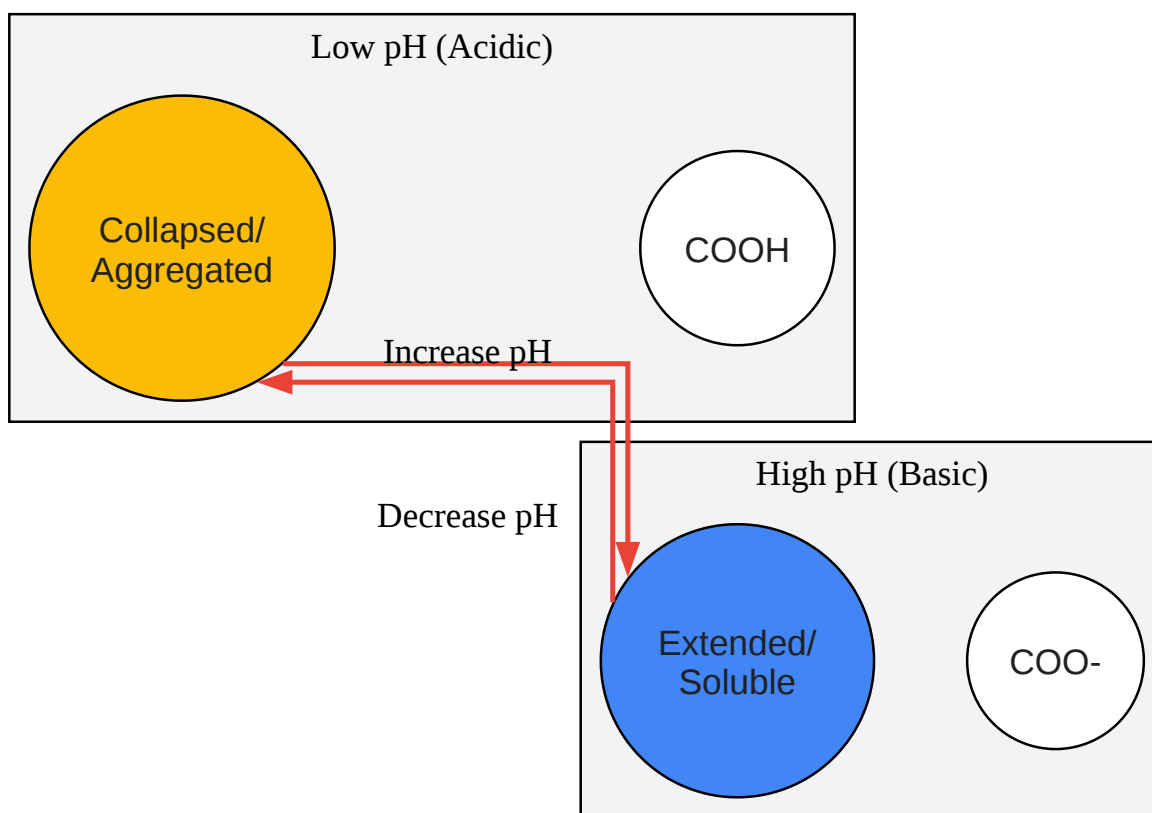 Low pH (Acidic)
Collapsed/
Aggregated
COOH
Increase pH
High pH (Basic)
Decrease pH
Extended/
Soluble
COO-